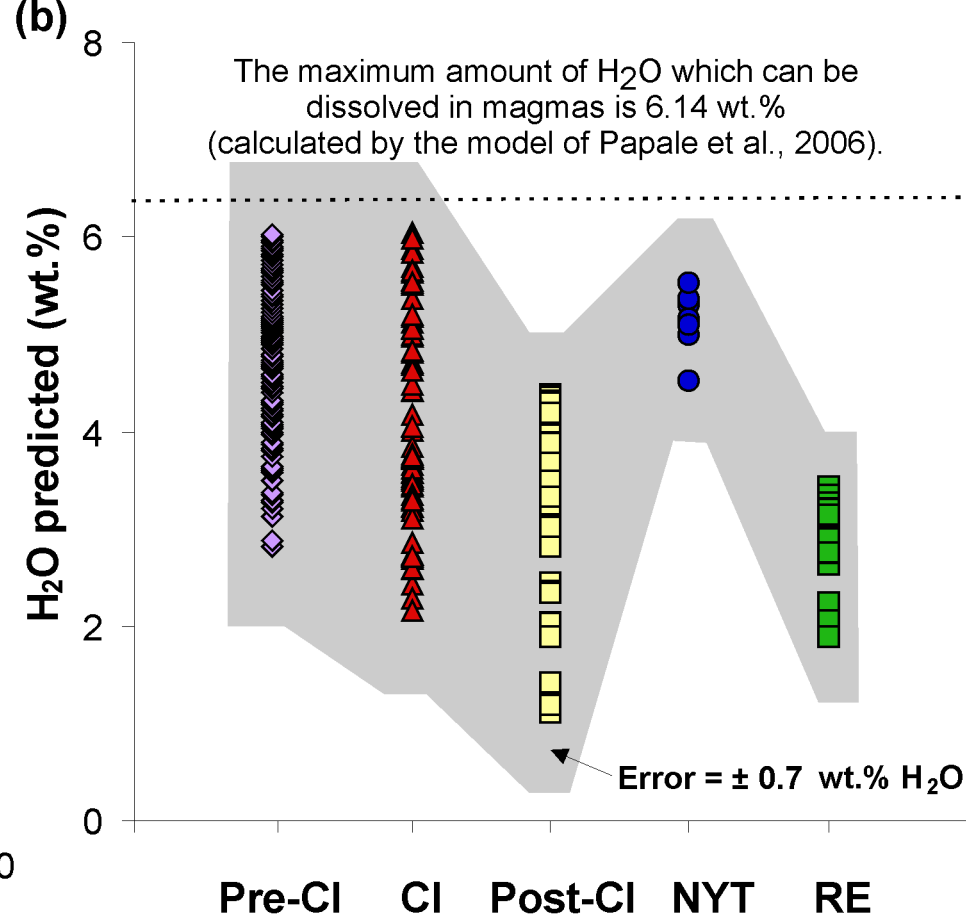 (b)
8
The maximum amount of H2O which can be
dissolved in magmas is 6.14 wt.%
(calculated by the model of Papale et al., 2006).
6
H2O predicted (wt.%)
4
2
Error = ± 0.7 wt.% H2O
0
0
Pre-CI CI Post-CI NYT RE